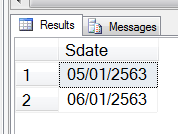 Results Messages
Sdate
1 05/01/2563
2 06/01/2563